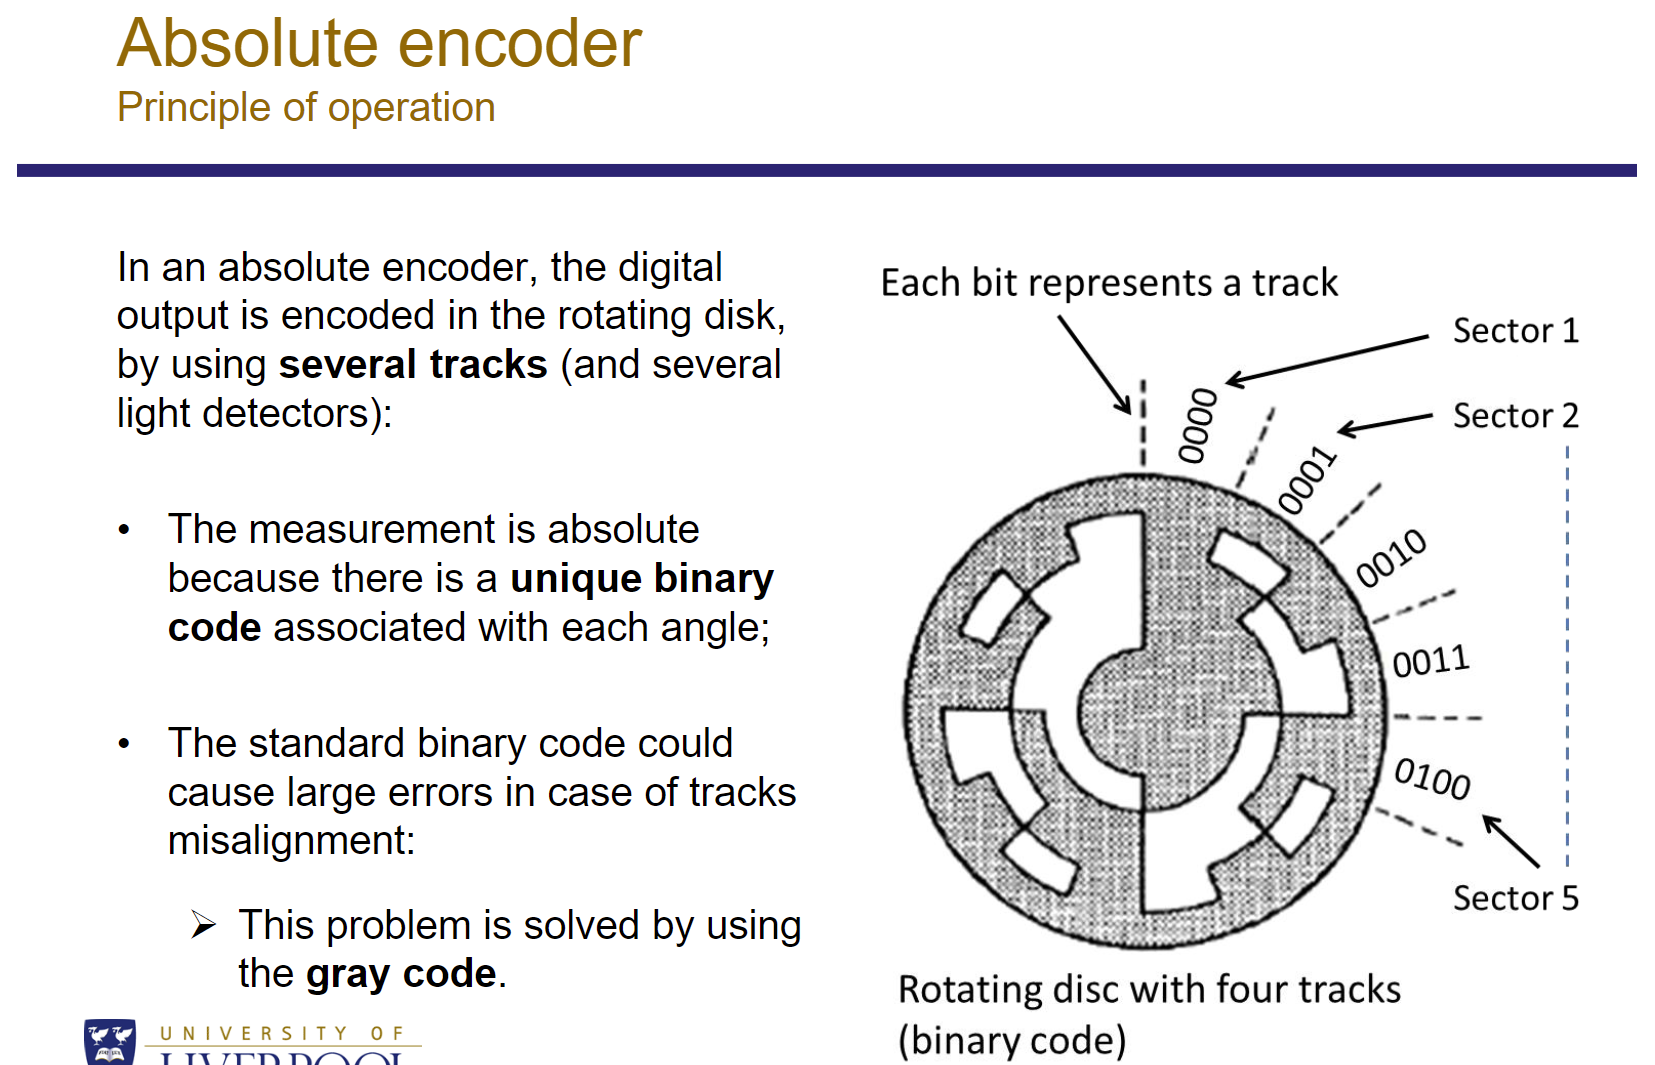 Absolute encoder
Principle of operation
In an absolute encoder, the digital
output is encoded in the rotating disk,
by using several tracks (and several
light detectors):
• The measurement is absolute
because there is a unique binary
code associated with each angle;
• The standard binary code could
cause large errors in case of tracks
misalignment:
➢ This problem is solved by using
the gray code.
UNIVERSITY OF
LIVERPOOL
Each bit represents a track
Sector 1
Sector 2
0000
0001
0010
0011
0100
Sector 5
Rotating disc with four tracks
(binary code)